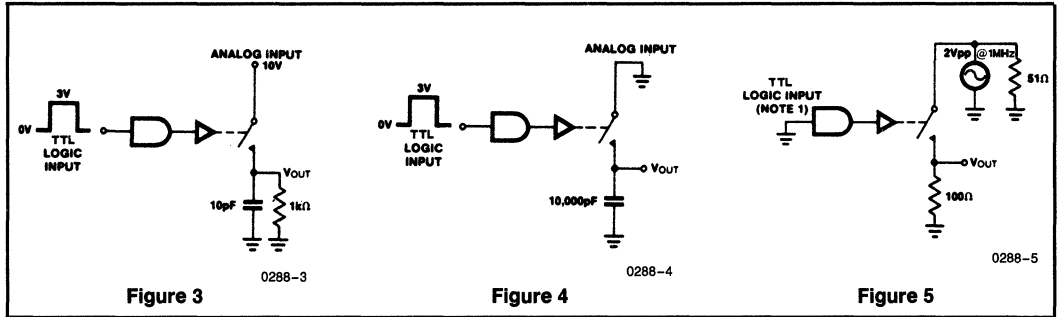 ANALOG INPUT
10V
3V
0V
TTL
LOGIC
INPUT
VOUT
10pF
1kΩ
0288-3
Figure 3
ANALOG INPUT
3V
0V
TTL
LOGIC
INPUT
VOUT
10,000pF
0288-4
Figure 4
2Vpp @1MHz
51Ω
TTL
LOGIC INPUT
(NOTE 1)
VOUT
100Ω
0288-5
Figure 5